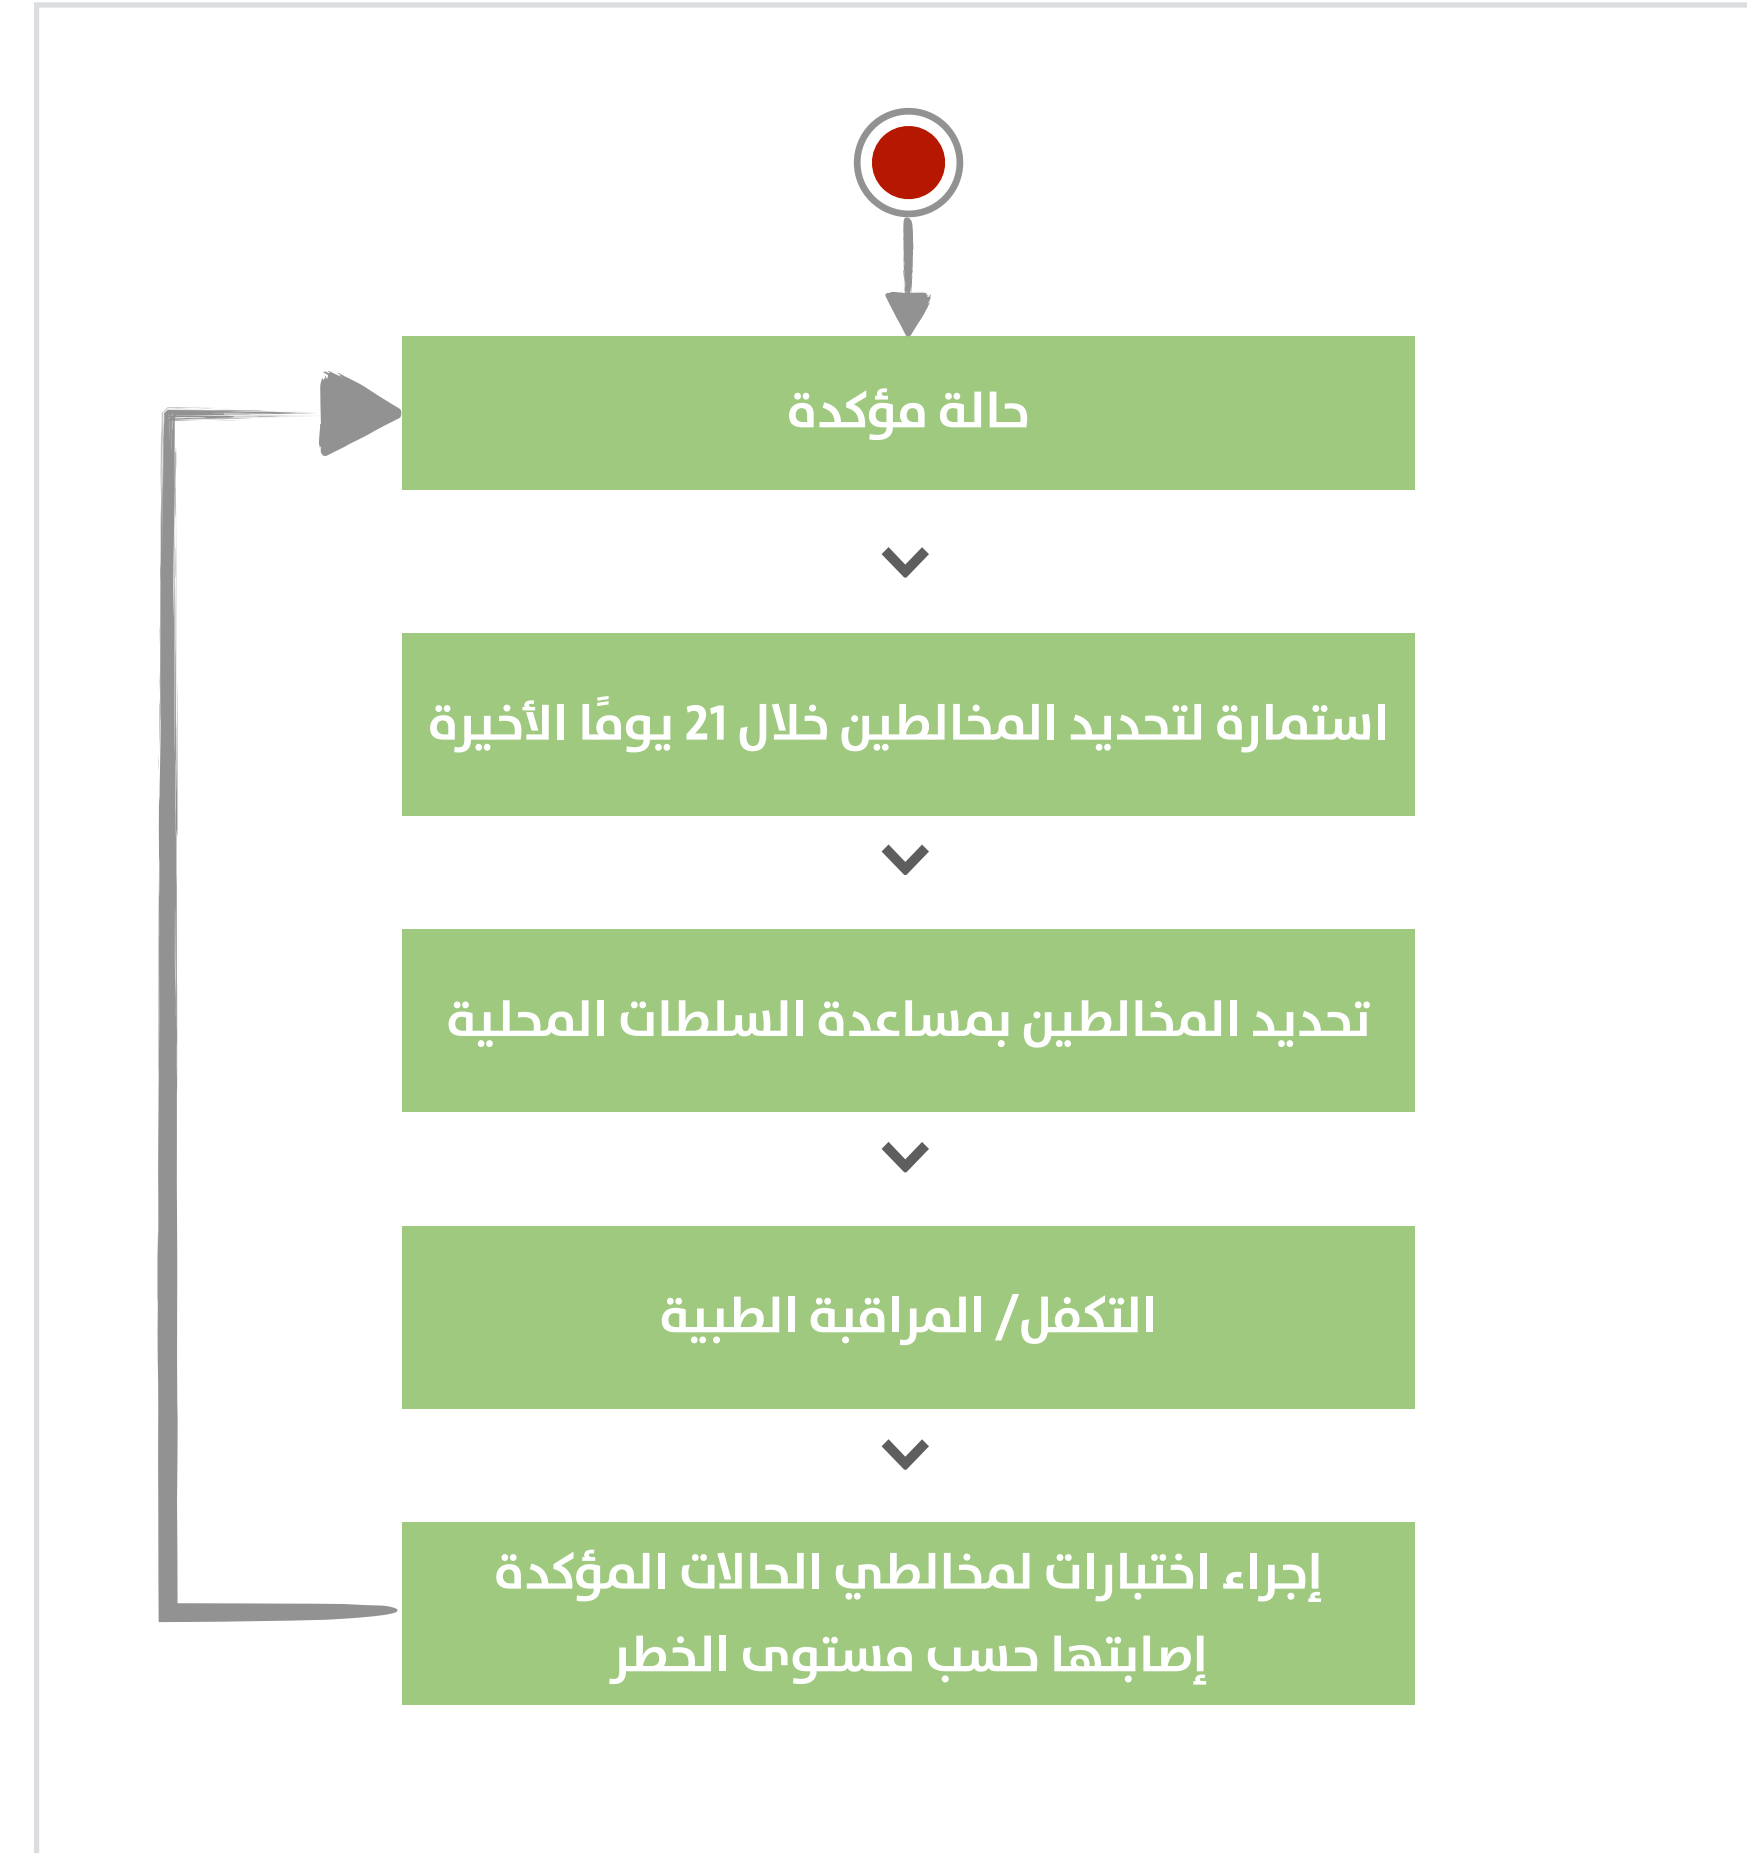 حالة مؤكدة
استمارة لتحديد المخالطين خلال 21 يومًا الأخيرة
تحديد المخالطين بمساعدة السلطات المحلية
التكفل/ المراقبة الطبية
إجراء اختبارات لمخالطي الحالات المؤكدة
إصابتها حسب مستوى الخطر